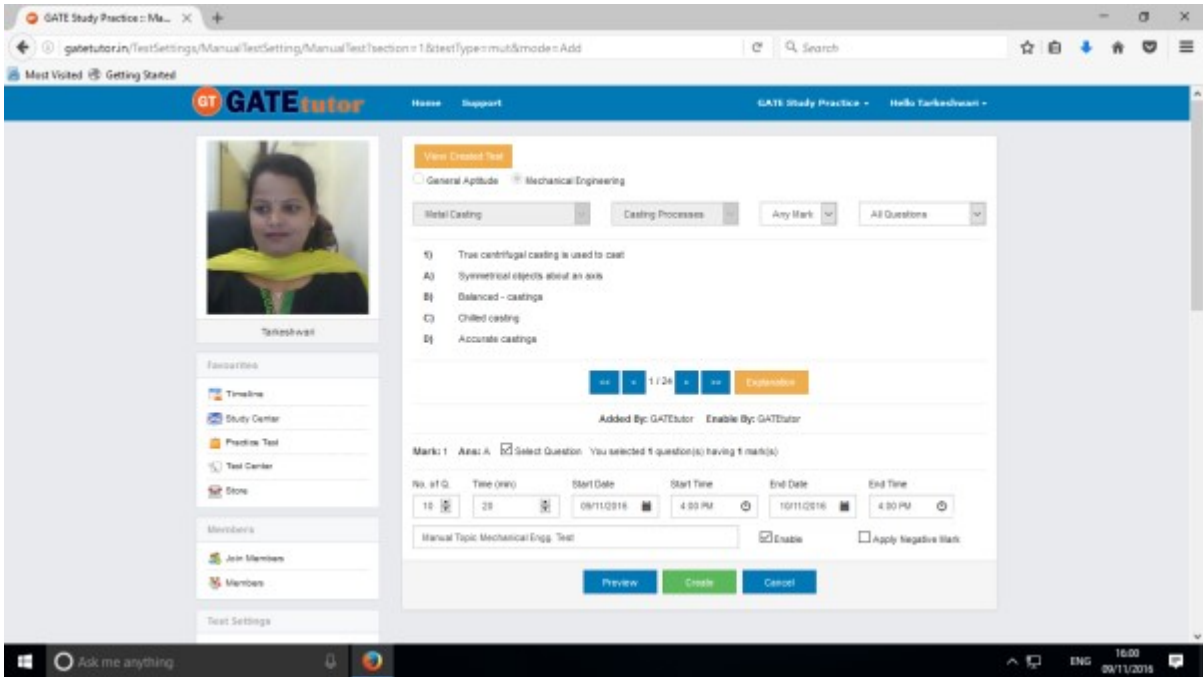 GATE Study Practice :: Ma...
gatetutor.in/TestSettings/ManualTestSetting/ManualTest?section=1&testType=mut&mode=Add
Search
Most Visited Getting Started
GT GATEtutor Home Support GATE Study Practice Hello Tarkeshwari
View Created Test
General Aptitude Mechanical Engineering
Metal Casting Casting Processes Any Mark All Questions
1) True centrifugal casting is used to cast
A) Symmetrical objects about an axis
B) Balanced - castings
C) Chilled casting
D) Accurate castings
<< < 1 / 24 > >> Explanation
Added By: GATEtutor Enable By: GATEtutor
Mark: 1 Ans: A Select Question You selected 1 question(s) having 1 mark(s)
No. of Q. Time (min) Start Date Start Time End Date End Time
10 20 09/11/2016 4:00 PM 10/11/2016 4:00 PM
Manual Topic Mechanical Engg. Test Enable Apply Negative Mark
Preview Create Cancel
Tarkeshwari
Favourites
Timeline
Study Center
Practice Test
Test Center
Store
Members
Join Members
Members
Test Settings
Ask me anything
ENG 16:00
09/11/2016